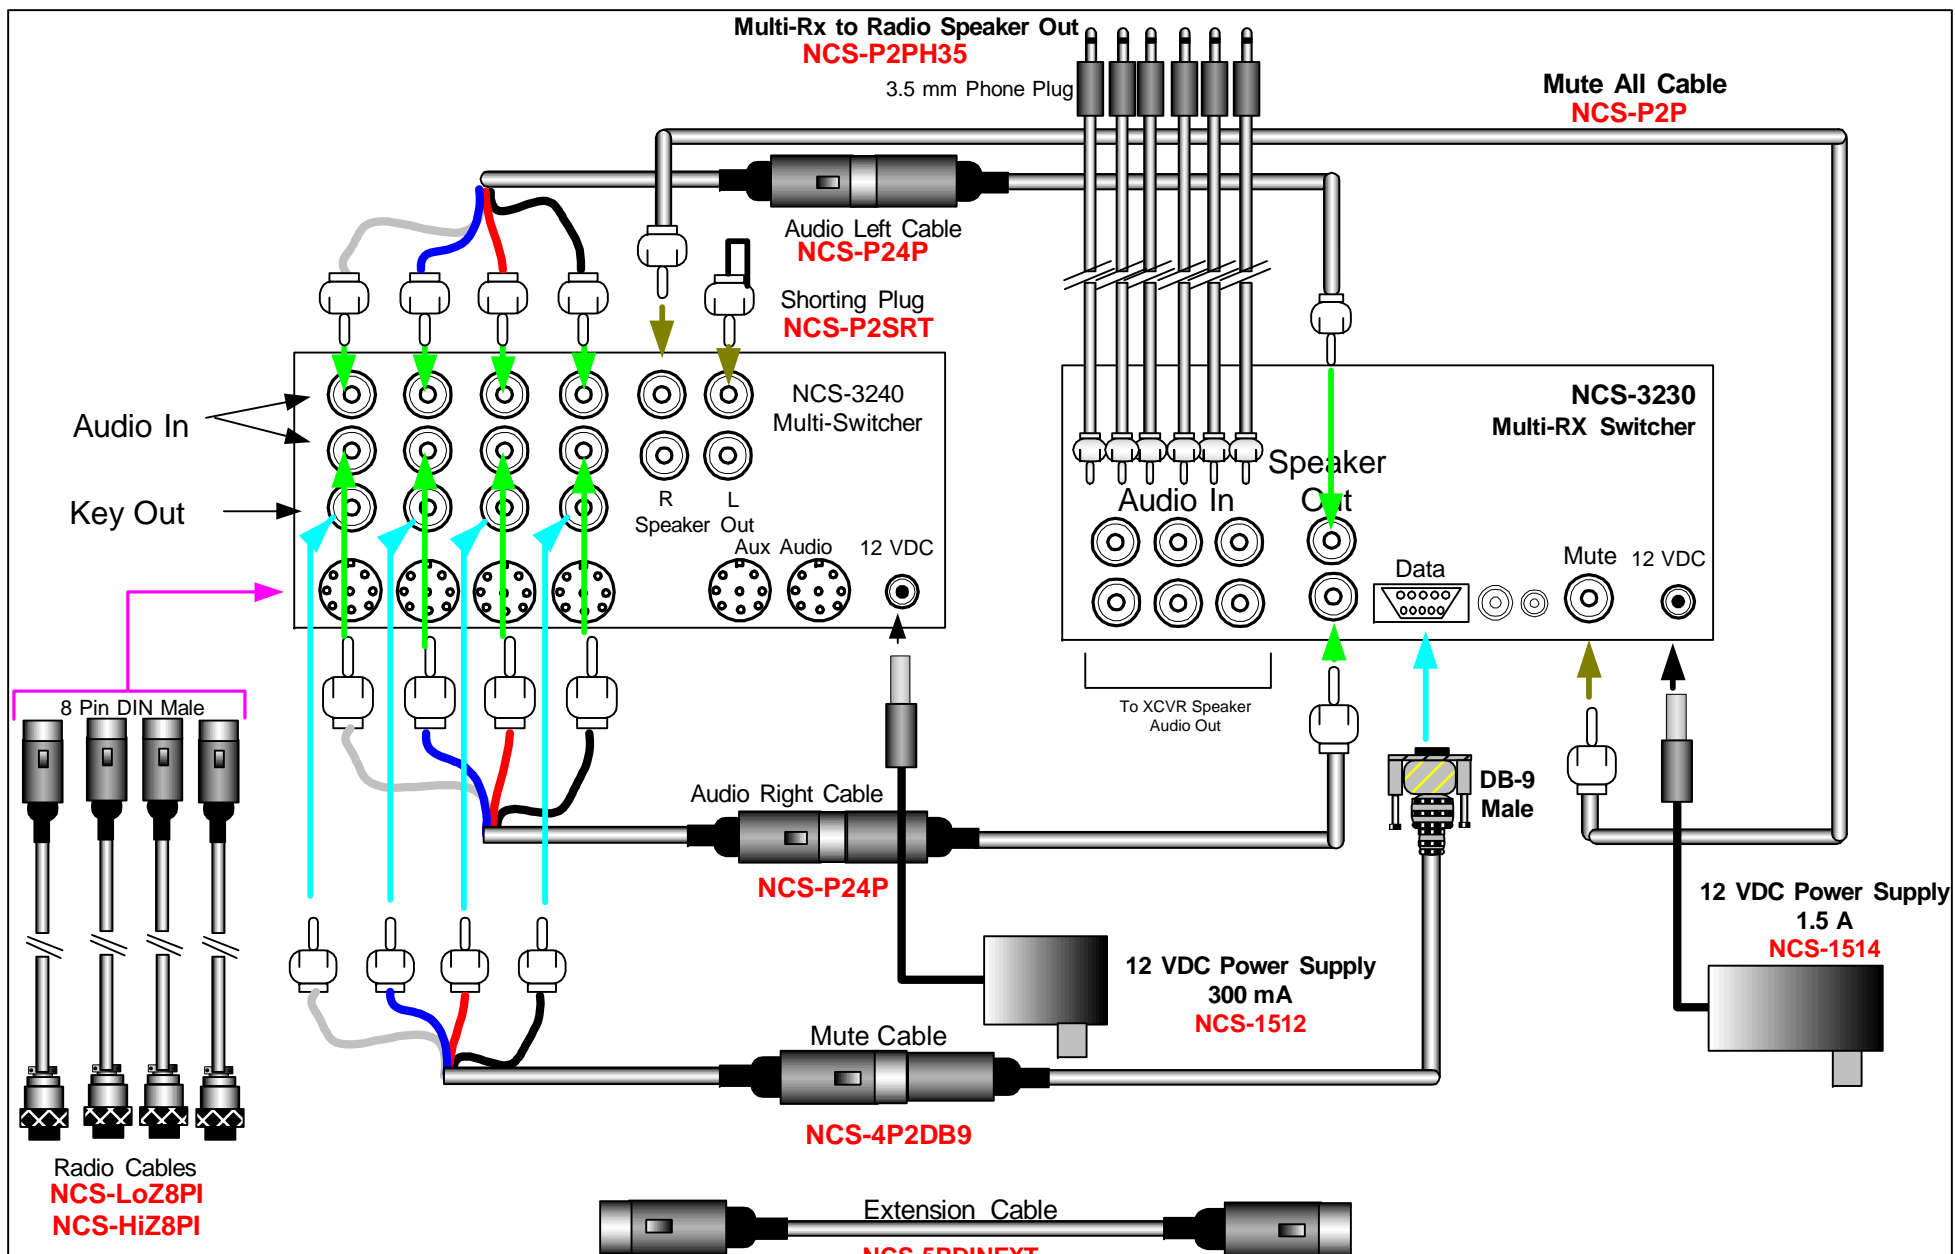 Multi-Rx to Radio Speaker Out
NCS-P2PH35
3.5 mm Phone Plug
Mute All Cable
NCS-P2P
Audio Left Cable
NCS-P24P
Shorting Plug
NCS-P2SRT
NCS-3240
Multi-Switcher
Audio In
Key Out
R
L
Speaker Out
Aux Audio
12 VDC
NCS-3230
Multi-RX Switcher
Speaker
Out
Audio In
Data
Mute
12 VDC
To XCVR Speaker
Audio Out
8 Pin DIN Male
DB-9
Male
Audio Right Cable
NCS-P24P
12 VDC Power Supply
1.5 A
NCS-1514
12 VDC Power Supply
300 mA
NCS-1512
Mute Cable
NCS-4P2DB9
Radio Cables
NCS-LoZ8PI
NCS-HiZ8PI
Extension Cable
NCS-5PDINEXT